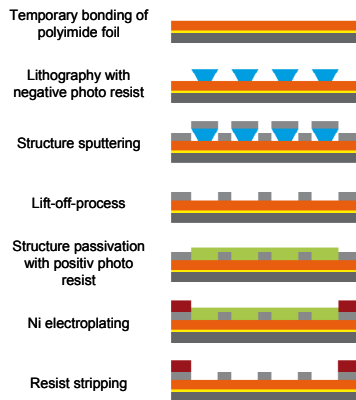 Temporary bonding of
polyimide foil
Lithography with
negative photo resist
Structure sputtering
Lift-off-process
Structure passivation
with positiv photo
resist
Ni electroplating
Resist stripping